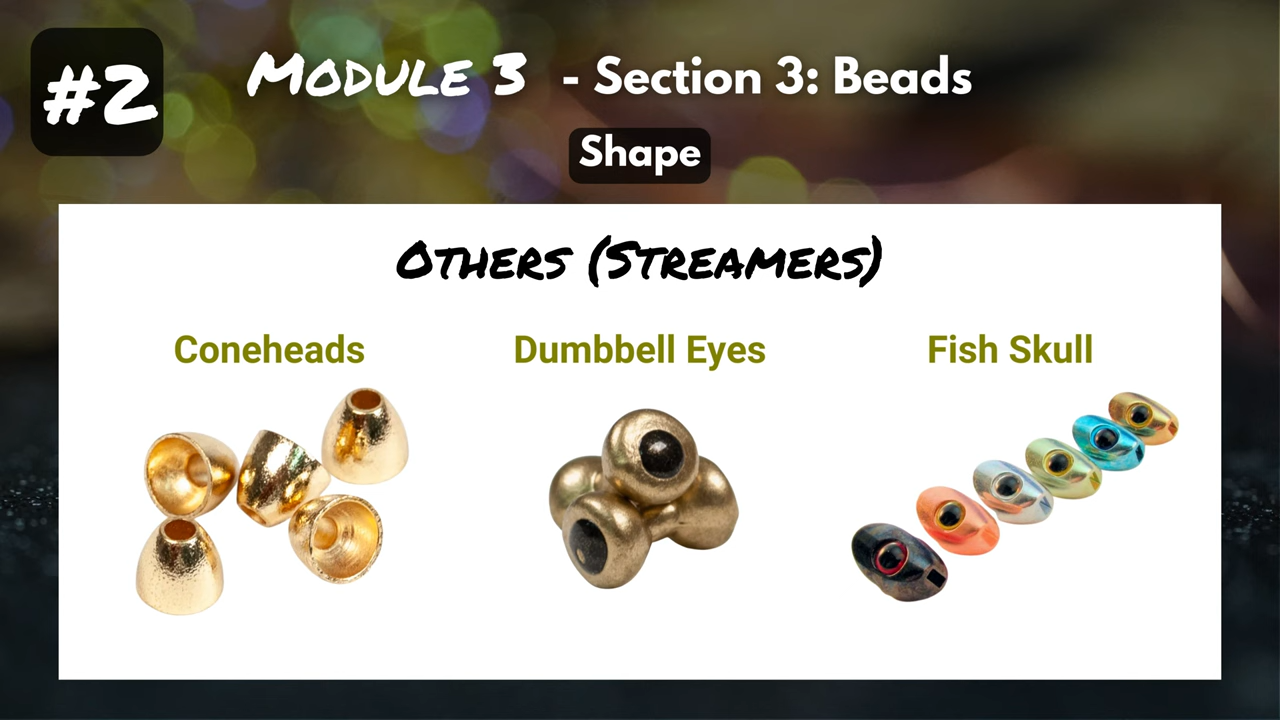 #2
Module 3 - Section 3: Beads
Shape
Others (Streamers)
Coneheads
Dumbbell Eyes
Fish Skull